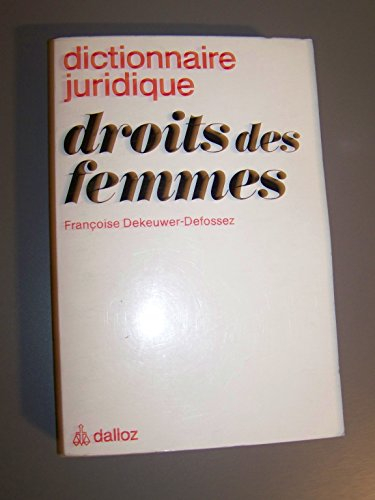 dictionnaire
juridique
droits des
femmes
Françoise Dekeuwer-Defossez
dalloz